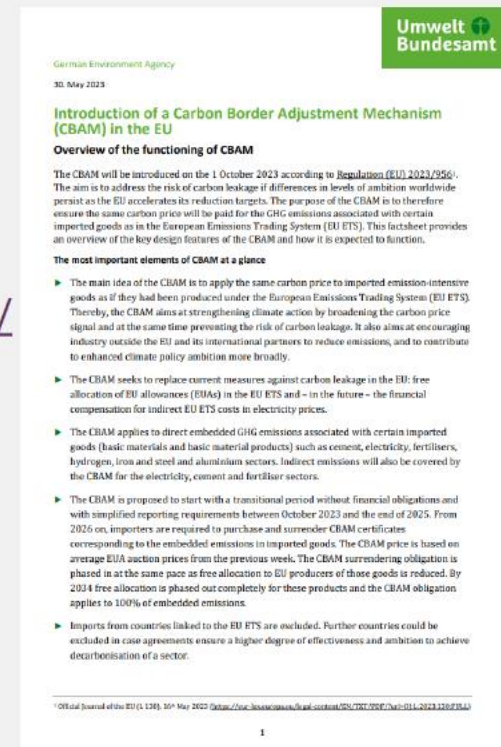 Umwelt
Bundesamt
German Environment Agency
30. May 2023
Introduction of a Carbon Border Adjustment Mechanism
(CBAM) in the EU
Overview of the functioning of CBAM
The CBAM will be introduced on the 1 October 2023 according to Regulation (EU) 2023/956¹.
The aim is to address the risk of carbon leakage if differences in levels of ambition worldwide
persist as the EU accelerates its reduction targets. The purpose of the CBAM is to therefore
ensure the same carbon price will be paid for the GHG emissions associated with certain
imported goods as in the European Emissions Trading System (EU ETS). This factsheet provides
an overview of the key design features of the CBAM and how it is expected to function.
The most important elements of CBAM at a glance
► The main idea of the CBAM is to apply the same carbon price to imported emission-intensive
goods as if they had been produced under the European Emissions Trading System (EU ETS).
Thereby, the CBAM aims at strengthening climate action by broadening the carbon price
signal and at the same time preventing the risk of carbon leakage. It also aims at encouraging
industry outside the EU and its international partners to reduce emissions, and to contribute
to enhanced climate policy ambition more broadly.
► The CBAM seeks to replace current measures against carbon leakage in the EU: free
allocation of EU allowances (EUAs) in the EU ETS and – in the future – the financial
compensation for indirect EU ETS costs in electricity prices.
► The CBAM applies to direct embedded GHG emissions associated with certain imported
goods (basic materials and basic material products) such as cement, electricity, fertilisers,
hydrogen, iron and steel and aluminium sectors. Indirect emissions will also be covered by
the CBAM for the electricity, cement and fertiliser sectors.
► The CBAM is proposed to start with a transitional period without financial obligations and
with simplified reporting requirements between October 2023 and the end of 2025. From
2026 on, importers are required to purchase and surrender CBAM certificates
corresponding to the embedded emissions in imported goods. The CBAM price is based on
average EUA auction prices from the previous week. The CBAM surrendering obligation is
phased in at the same pace as free allocation to EU producers of those goods is reduced. By
2034 free allocation is phased out completely for these products and the CBAM obligation
applies to 100% of embedded emissions.
► Imports from countries linked to the EU ETS are excluded. Further countries could be
excluded in case agreements ensure a higher degree of effectiveness and ambition to achieve
decarbonisation of a sector.
¹ Official Journal of the EU (L 130), 16ᵗʰ May 2023
1